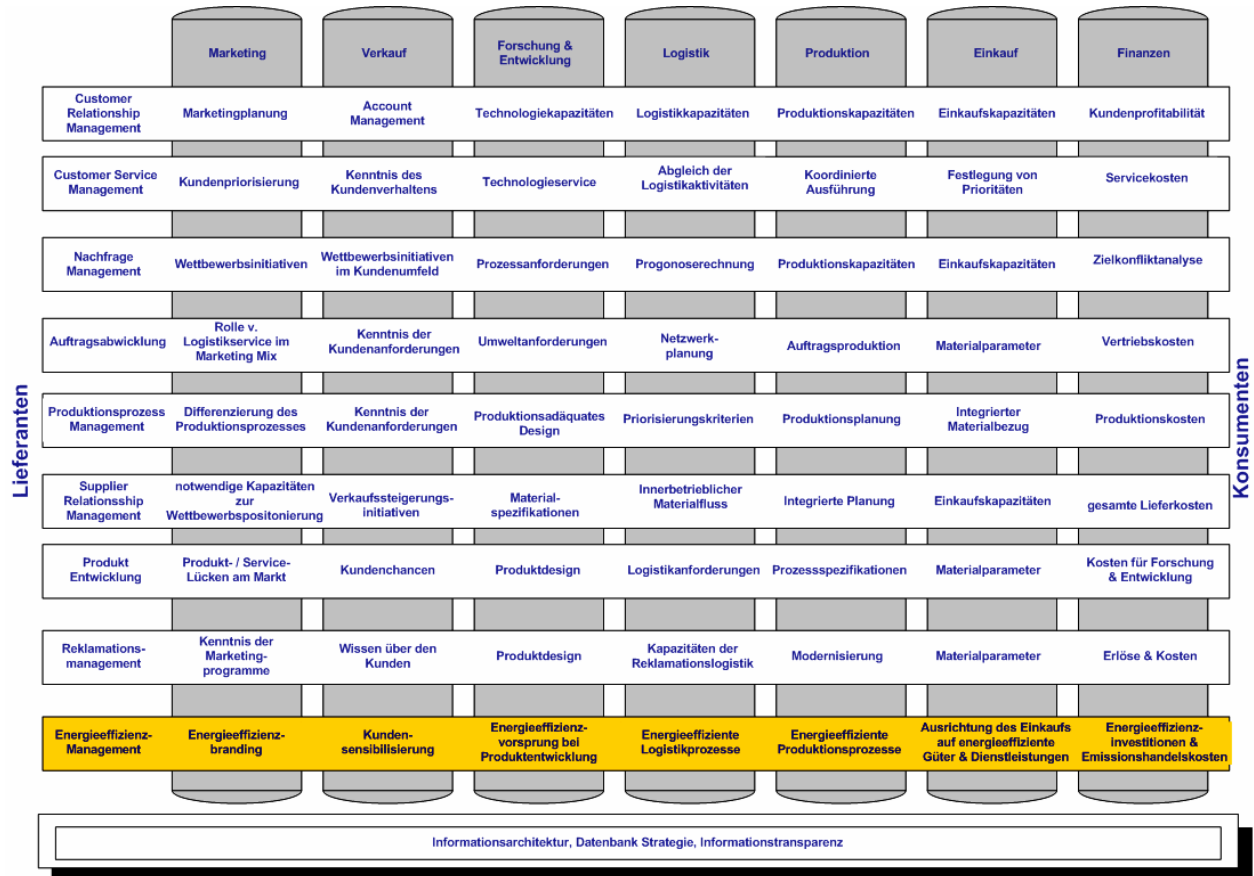 Marketing
Verkauf
Forschung &
Entwicklung
Logistik
Produktion
Einkauf
Finanzen
Customer
Relationship
Management
Marketingplanung
Account
Management
Technologiekapazitäten
Logistikkapazitäten
Produktionskapazitäten
Einkaufskapazitäten
Kundenprofitabilität
Customer Service
Management
Kundenpriorisierung
Kenntnis des
Kundenverhaltens
Technologieservice
Abgleich der
Logistikaktivitäten
Koordinierte
Ausführung
Festlegung von
Prioritäten
Servicekosten
Nachfrage
Management
Wettbewerbsinitiativen
Wettbewerbsinitiativen
im Kundenumfeld
Prozessanforderungen
Progonoserechnung
Produktionskapazitäten
Einkaufskapazitäten
Zielkonfliktanalyse
Auftragsabwicklung
Rolle v.
Logistikservice im
Marketing Mix
Kenntnis der
Kundenanforderungen
Umweltanforderungen
Netzwerk-
planung
Auftragsproduktion
Materialparameter
Vertriebskosten
Produktionsprozess
Management
Differenzierung des
Produktionsprozesses
Kenntnis der
Kundenanforderungen
Produktionsadäquates
Design
Priorisierungskriterien
Produktionsplanung
Integrierter
Materialbezug
Produktionskosten
Supplier
Relationsship
Management
notwendige Kapazitäten
zur
Wettbewerbspositonierung
Verkaufssteigerungs-
initiativen
Material-
spezifikationen
Innerbetrieblicher
Materialfluss
Integrierte Planung
Einkaufskapazitäten
gesamte Lieferkosten
Produkt
Entwicklung
Produkt- / Service-
Lücken am Markt
Kundenchancen
Produktdesign
Logistikanforderungen
Prozessspezifikationen
Materialparameter
Kosten für Forschung
& Entwicklung
Reklamations-
management
Kenntnis der
Marketing-
programme
Wissen über den
Kunden
Produktdesign
Kapazitäten der
Reklamationslogistik
Modernisierung
Materialparameter
Erlöse & Kosten
Energieeffizienz-
Management
Energieeffizienz-
branding
Kunden-
sensibilisierung
Energieeffizienz-
vorsprung bei
Produktentwicklung
Energieeffiziente
Logistikprozesse
Energieeffiziente
Produktionsprozesse
Ausrichtung des Einkaufs
auf energieeffiziente
Güter & Dienstleistungen
Energieeffizienz-
investitionen &
Emissionshandelskosten
Lieferanten
Konsumenten
Informationsarchitektur, Datenbank Strategie, Informationstransparenz